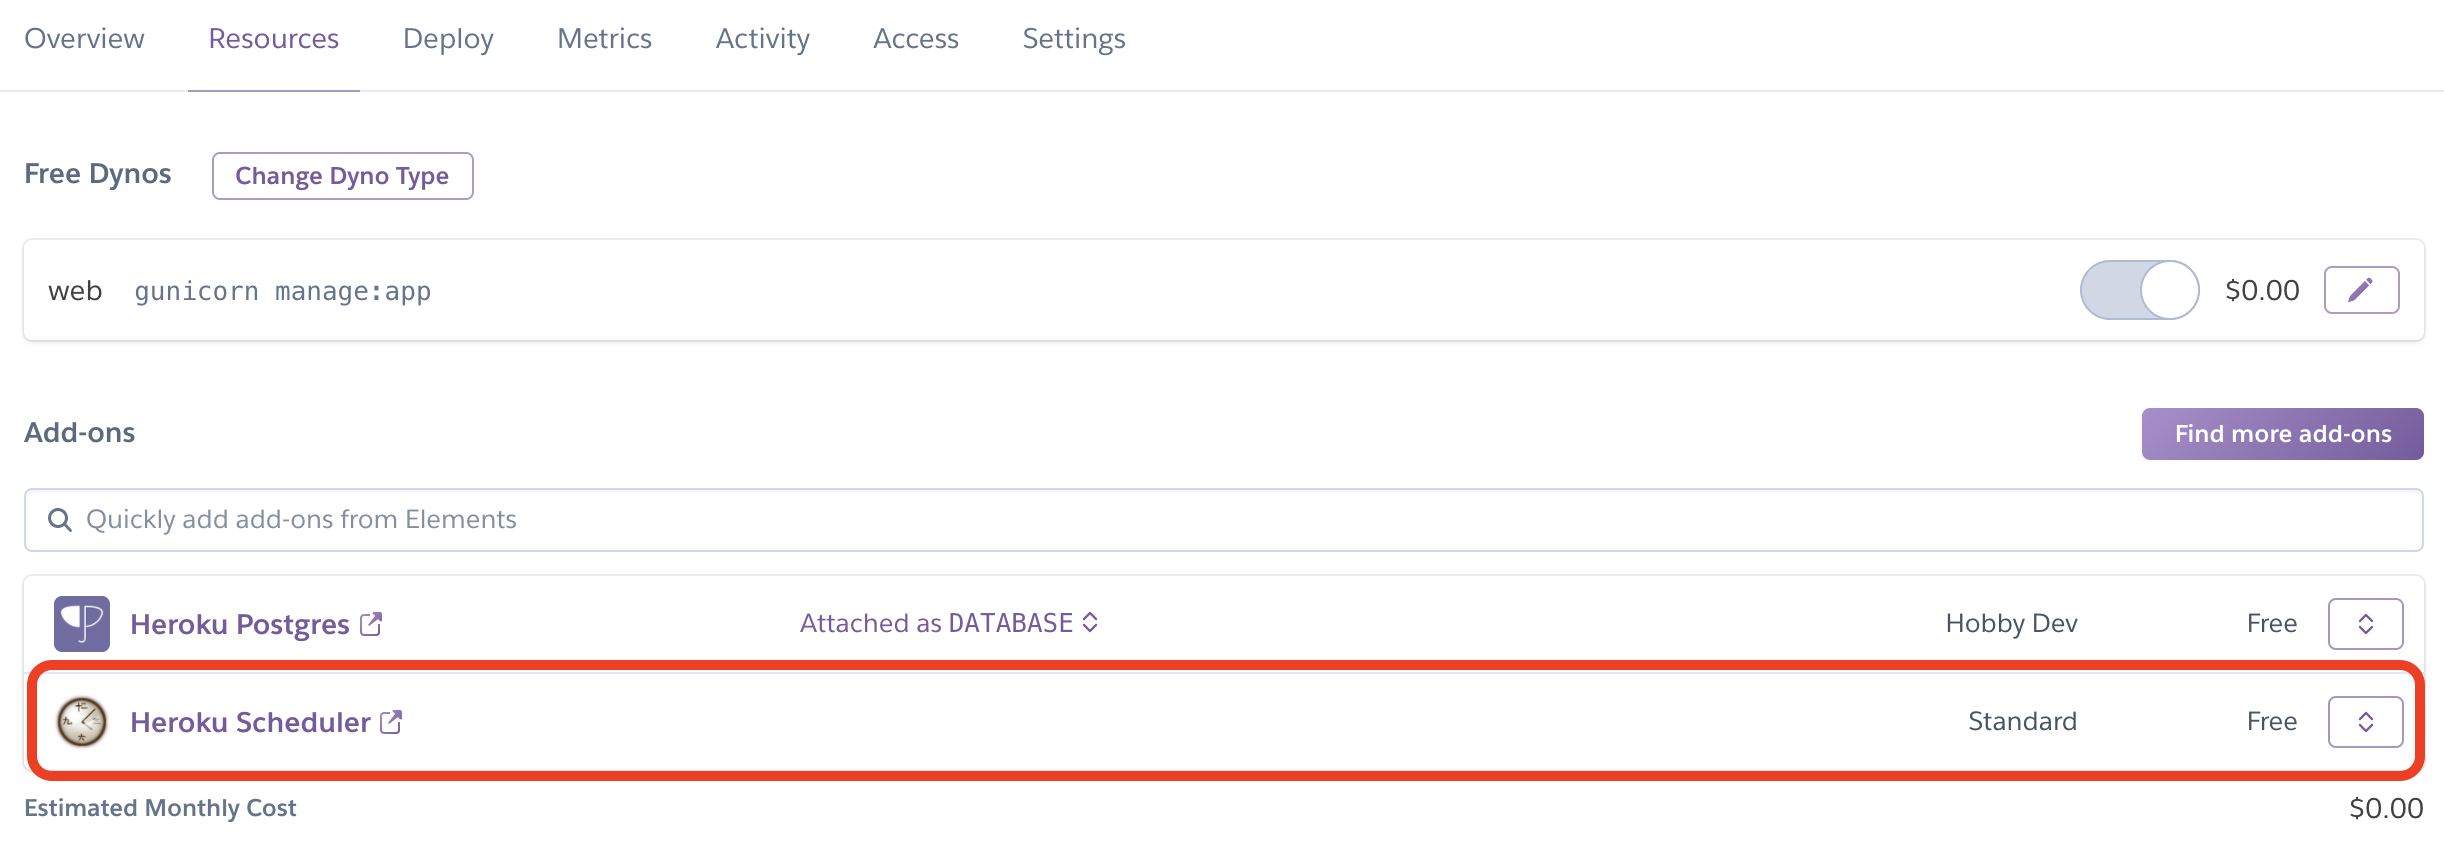 Overview Resources Deploy Metrics Activity Access Settings
Free Dynos Change Dyno Type
web gunicorn manage:app $0.00
Add-ons Find more add-ons
Quickly add add-ons from Elements
Heroku Postgres Attached as DATABASE Hobby Dev Free
Heroku Scheduler Standard Free
Estimated Monthly Cost $0.00